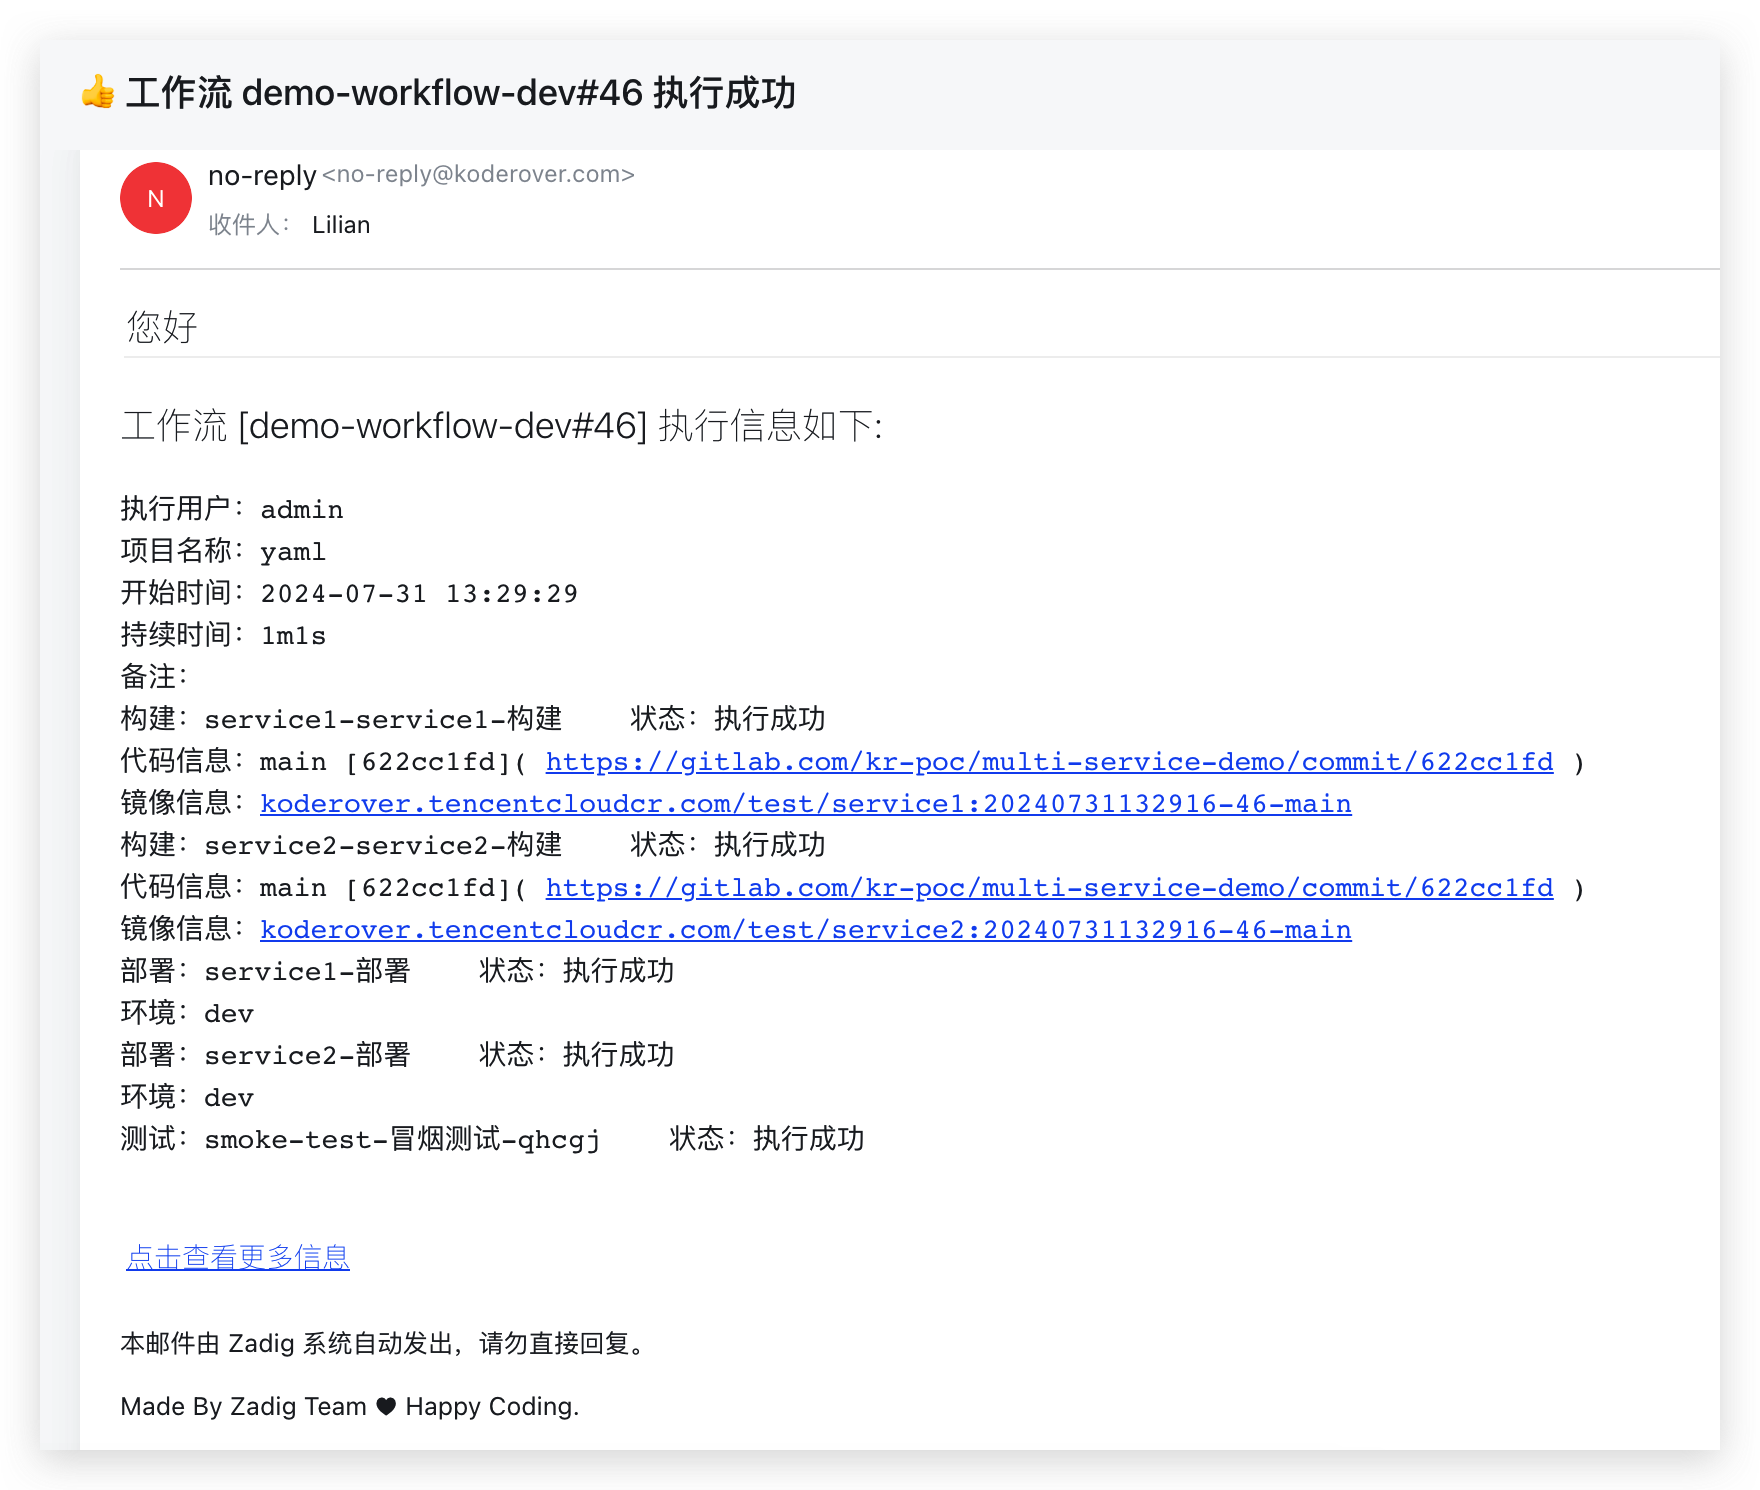 👍 工作流 demo-workflow-dev#46 执行成功
N
no-reply <no-reply@koderover.com>
收件人： Lilian
您好
工作流 [demo-workflow-dev#46] 执行信息如下:
执行用户：admin
项目名称：yaml
开始时间：2024-07-31 13:29:29
持续时间：1m1s
备注：
构建：service1-service1-构建    状态：执行成功
代码信息：main [622cc1fd]( https://gitlab.com/kr-poc/multi-service-demo/commit/622cc1fd )
镜像信息：koderover.tencentcloudcr.com/test/service1:20240731132916-46-main
构建：service2-service2-构建    状态：执行成功
代码信息：main [622cc1fd]( https://gitlab.com/kr-poc/multi-service-demo/commit/622cc1fd )
镜像信息：koderover.tencentcloudcr.com/test/service2:20240731132916-46-main
部署：service1-部署    状态：执行成功
环境：dev
部署：service2-部署    状态：执行成功
环境：dev
测试：smoke-test-冒烟测试-qhcgj    状态：执行成功
点击查看更多信息
本邮件由 Zadig 系统自动发出，请勿直接回复。
Made By Zadig Team ♥ Happy Coding.